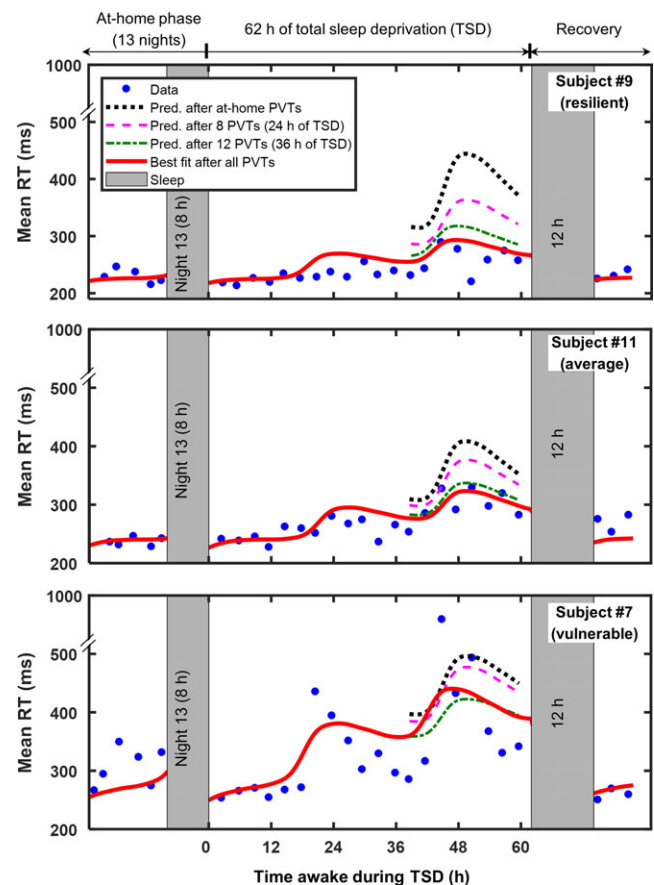 At-home phase
(13 nights)
62 h of total sleep deprivation (TSD)
Recovery
1000
500
400
300
200
Mean RT (ms)
Data
Pred. after at-home PVTs
Pred. after 8 PVTs (24 h of TSD)
Pred. after 12 PVTs (36 h of TSD)
Best fit after all PVTs
Sleep
Night 13 (8 h)
12 h
Subject #9
(resilient)
1000
500
400
300
200
Mean RT (ms)
Night 13 (8 h)
12 h
Subject #11
(average)
1000
500
400
300
200
Mean RT (ms)
Night 13 (8 h)
12 h
Subject #7
(vulnerable)
0 12 24 36 48 60
Time awake during TSD (h)